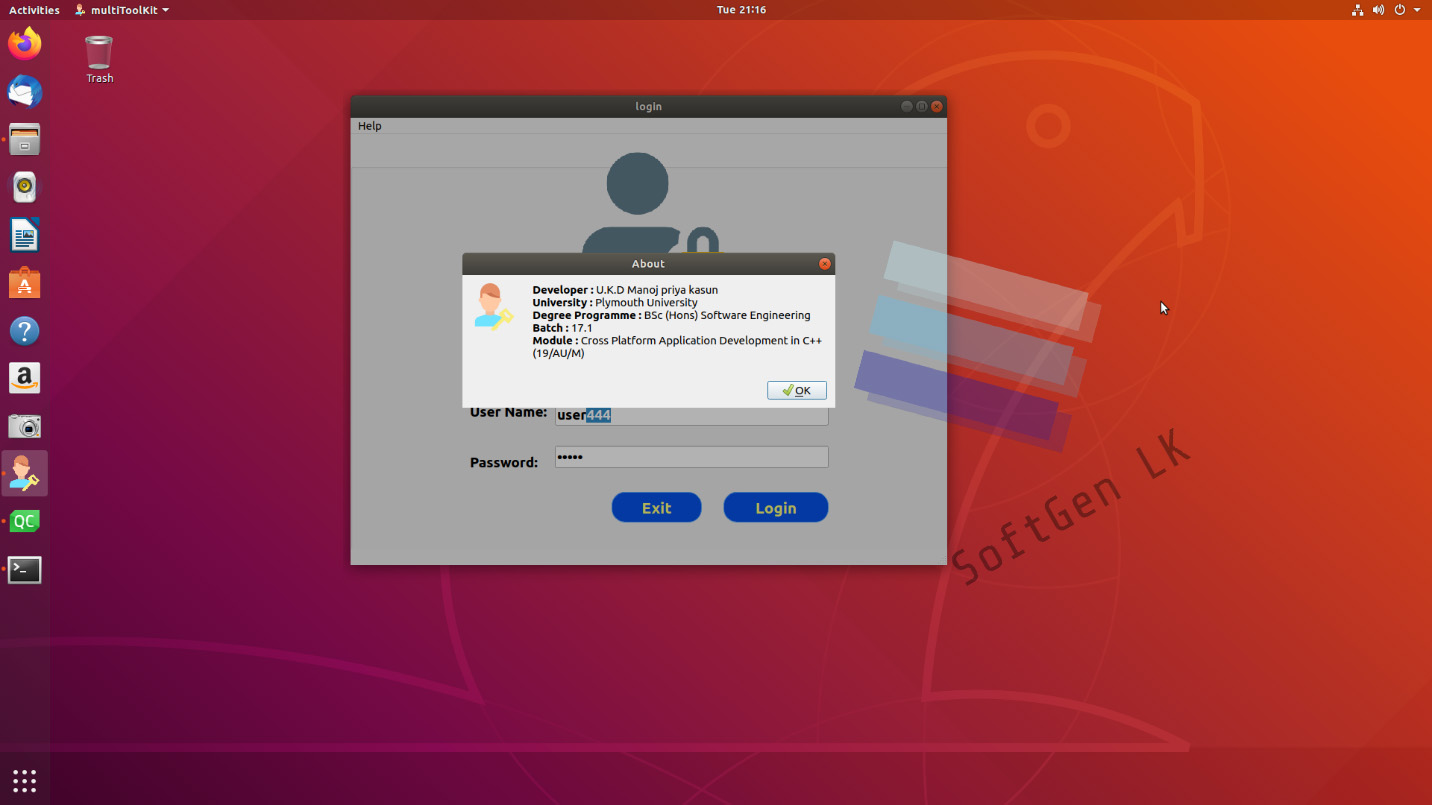 Activities multiToolKit Tue 21:16
Trash
login
Help
About
Developer : U.K.D Manoj priya kasun
University : Plymouth University
Degree Programme : BSc (Hons) Software Engineering
Batch : 17.1
Module : Cross Platform Application Development in C++
(19/AU/M)
OK
User Name: user444
Password: •••••
Exit Login
SoftGen LK
QC